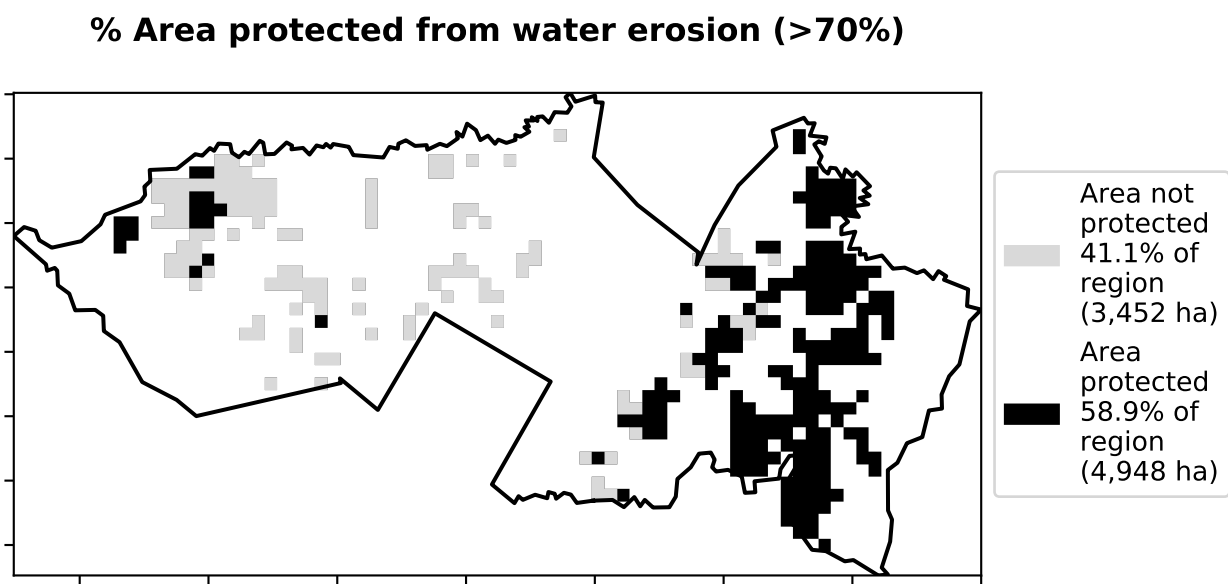 % Area protected from water erosion (>70%)
Area not
protected
41.1% of
region
(3,452 ha)
Area
protected
58.9% of
region
(4,948 ha)